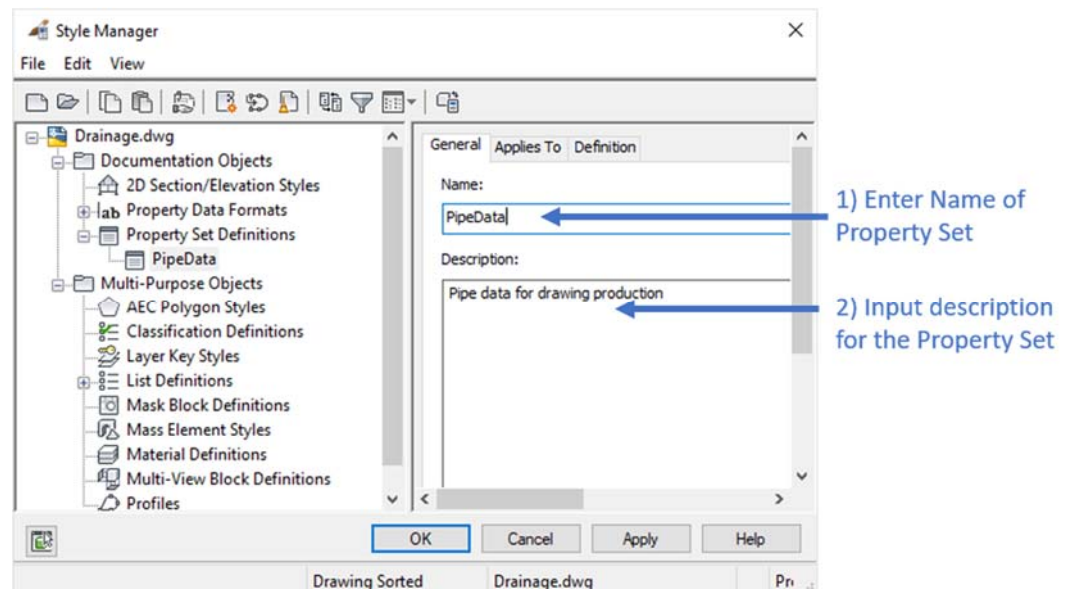 Style Manager
File Edit View
Drainage.dwg
Documentation Objects
2D Section/Elevation Styles
ab Property Data Formats
Property Set Definitions
PipeData
Multi-Purpose Objects
AEC Polygon Styles
Classification Definitions
Layer Key Styles
List Definitions
Mask Block Definitions
Mass Element Styles
Material Definitions
Multi-View Block Definitions
Profiles
General Applies To Definition
Name:
PipeData
Description:
Pipe data for drawing production
1) Enter Name of
Property Set
2) Input description
for the Property Set
OK Cancel Apply Help
Drawing Sorted Drainage.dwg Pr